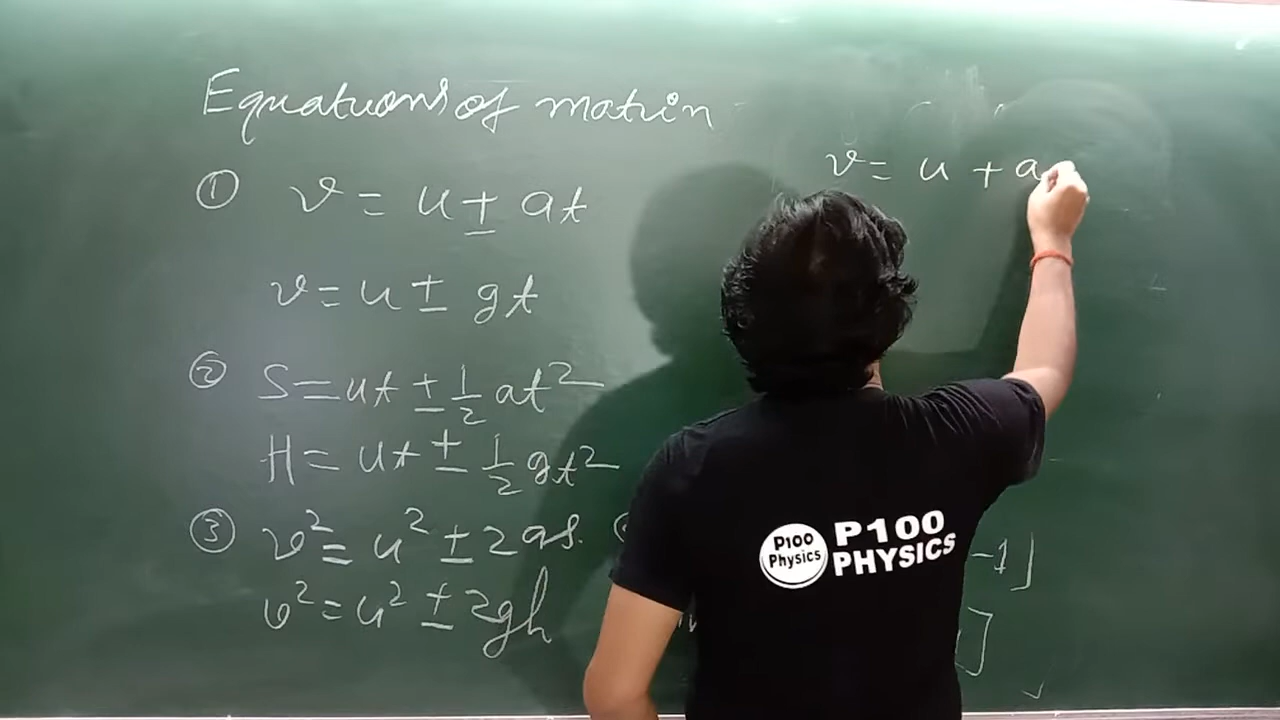 Equations of motion
① v = u ± at
v = u ± gt
② S = ut ± 1/2 at²
H = ut ± 1/2 gt²
③ v² = u² ± 2as.
v² = u² ± 2gh
v = u + a
-1]
]
P100 Physics
P100 PHYSICS